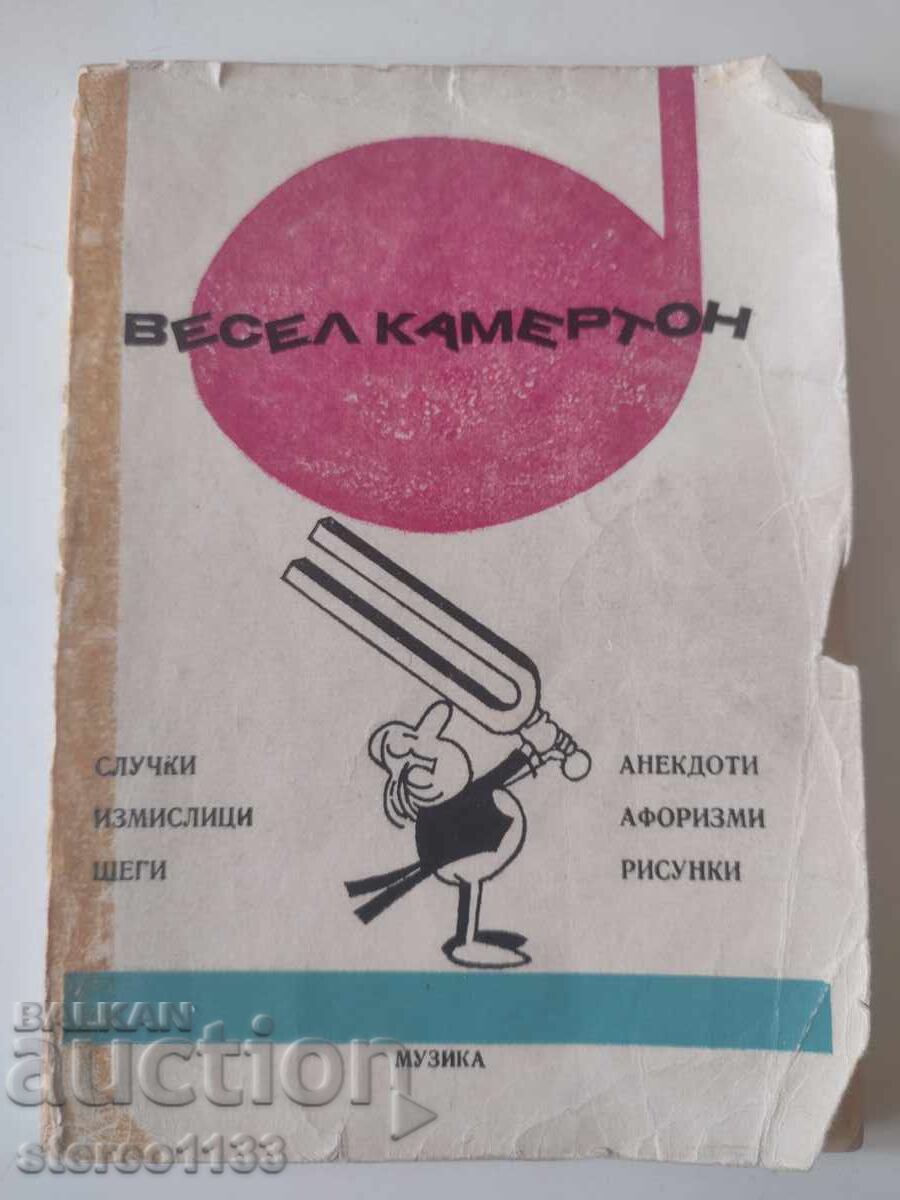 ВЕСЕЛ КАМЕРТОН
СЛУЧКИ
ИЗМИСЛИЦИ
ШЕГИ
АНЕКДОТИ
АФОРИЗМИ
РИСУНКИ
МУЗИКА
BALKAN
auction
stereo1133